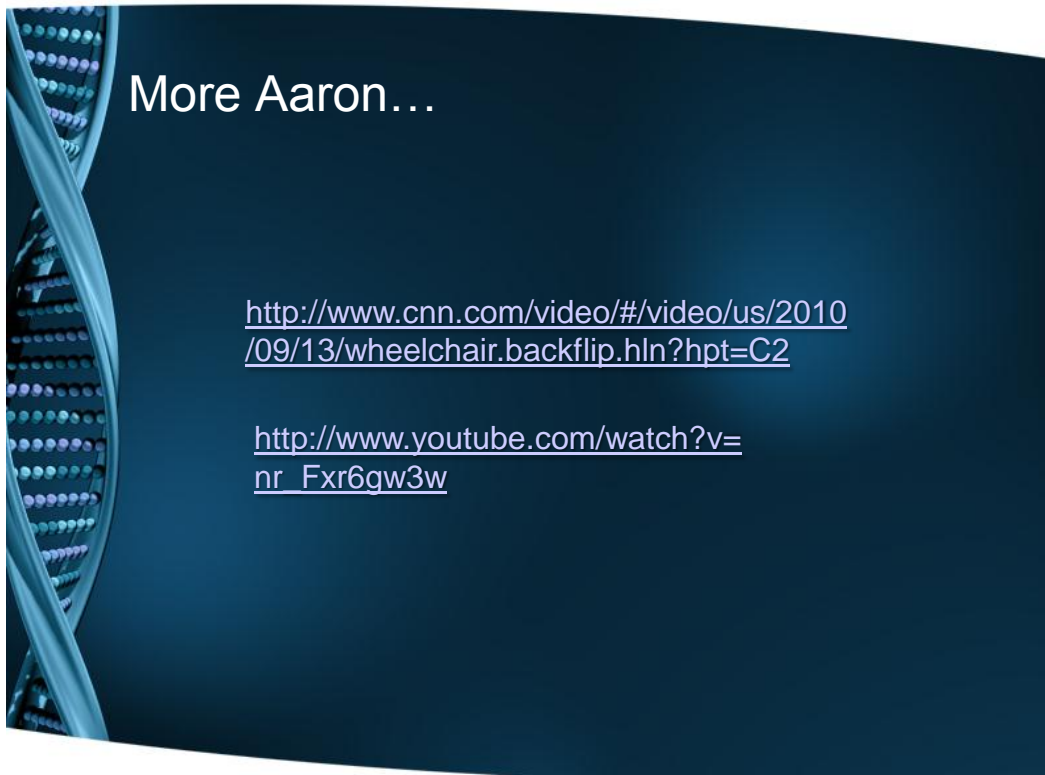 More Aaron…
http://www.cnn.com/video/#/video/us/2010
/09/13/wheelchair.backflip.hln?hpt=C2
http://www.youtube.com/watch?v=
nr_Fxr6gw3w